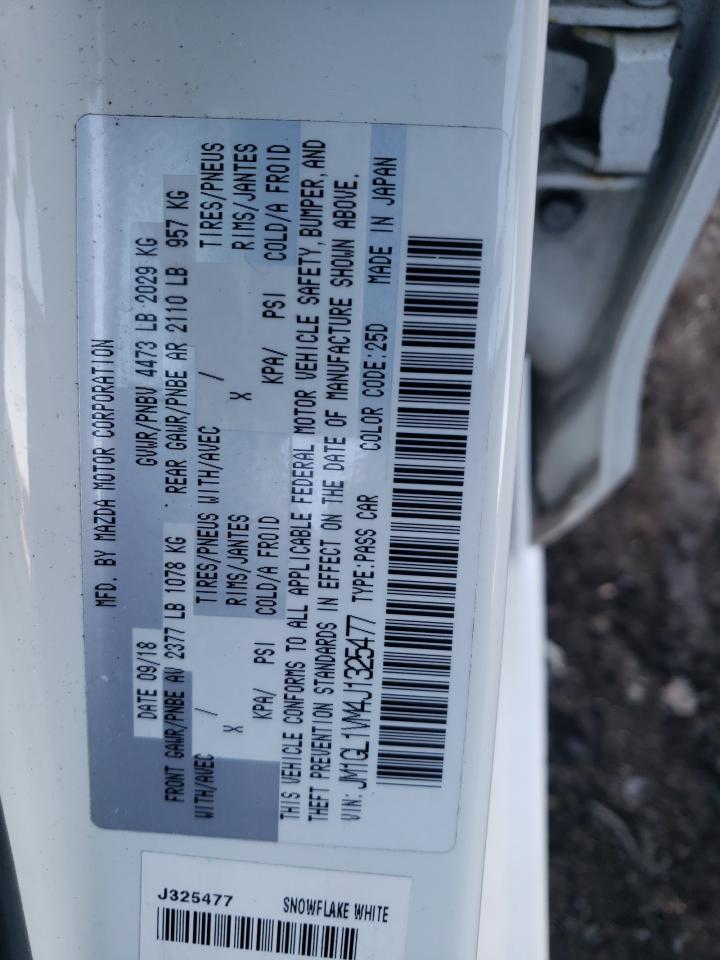 MFD. BY MAZDA MOTOR CORPORATION
DATE 09/18 GVWR/PNBV 4473 LB 2029 KG
FRONT GAWR/PNBE AV 2377 LB 1078 KG REAR GAWR/PNBE AR 2110 LB 957 KG
WITH/AVEC / TIRES/PNEUS WITH/AVEC / TIRES/PNEUS
X RIMS/JANTES X RIMS/JANTES
KPA/ PSI COLD/A FROID KPA/ PSI COLD/A FROID
THIS VEHICLE CONFORMS TO ALL APPLICABLE FEDERAL MOTOR VEHICLE SAFETY, BUMPER, AND
THEFT PREVENTION STANDARDS IN EFFECT ON THE DATE OF MANUFACTURE SHOWN ABOVE.
VIN: JM1GL1VM4J1325477 TYPE:PASS CAR COLOR CODE:25D MADE IN JAPAN
J325477 SNOWFLAKE WHITE